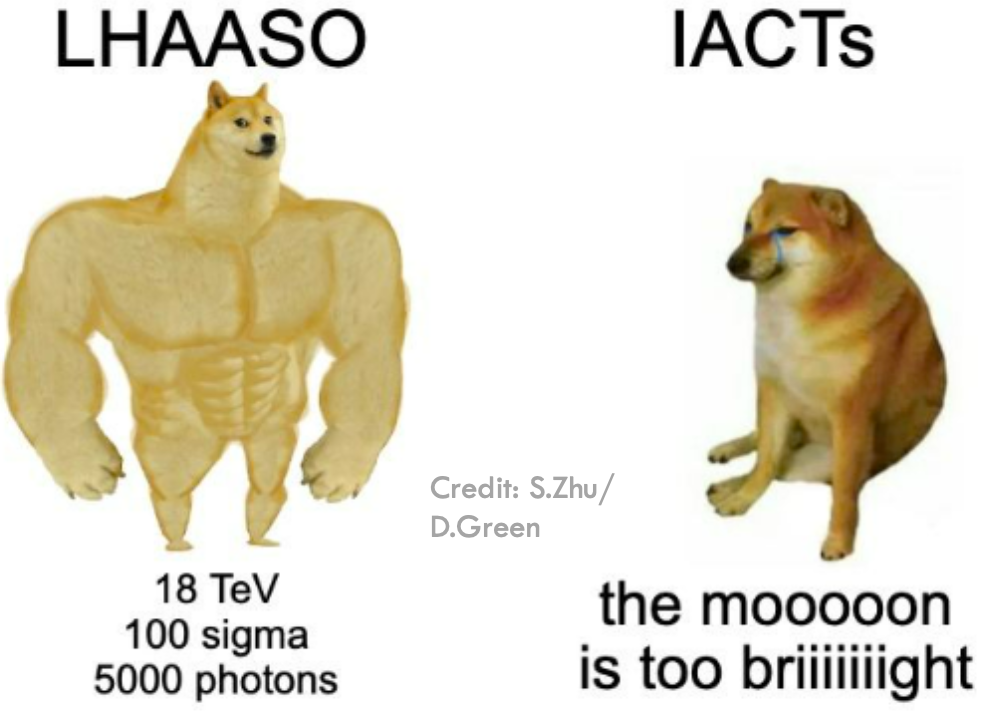 LHAASO
IACTs
Credit: S.Zhu/
D.Green
18 TeV
100 sigma
5000 photons
the mooooon
is too briiiiiiight